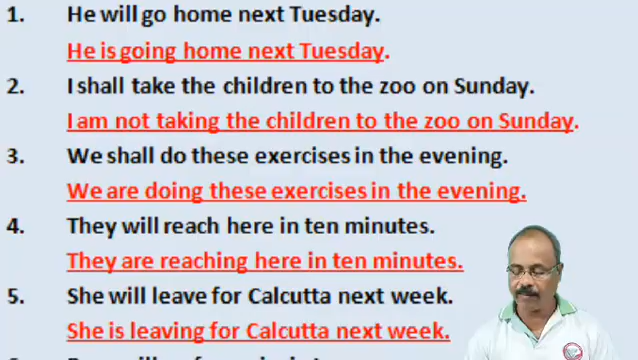 1. He will go home next Tuesday.
He is going home next Tuesday.
2. I shall take the children to the zoo on Sunday.
I am not taking the children to the zoo on Sunday.
3. We shall do these exercises in the evening.
We are doing these exercises in the evening.
4. They will reach here in ten minutes.
They are reaching here in ten minutes.
5. She will leave for Calcutta next week.
She is leaving for Calcutta next week.